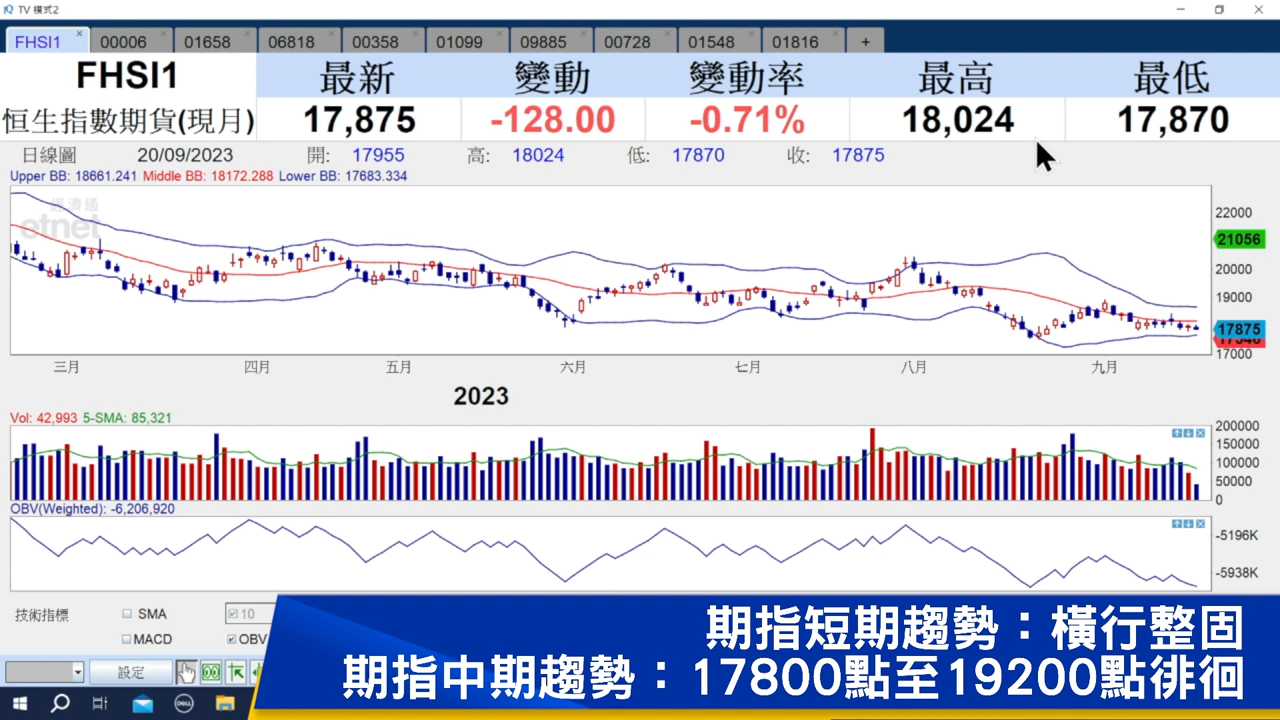 TV 模式2
FHSI1 00006 01658 06818 00358 01099 09885 00728 01548 01816 +
FHSI1 最新 變動 變動率 最高 最低
恒生指數期貨(現月) 17,875 -128.00 -0.71% 18,024 17,870
日線圖 20/09/2023 開: 17955 高: 18024 低: 17870 收: 17875
Upper BB: 18661.241 Middle BB: 18172.288 Lower BB: 17683.334
經濟通
etnet
22000
21056
20000
19000
17875
17000
三月 四月 五月 六月 七月 八月 九月
2023
Vol: 42,993 5-SMA: 85,321
200000
150000
100000
50000
0
OBV(Weighted): -6,206,920
-5196K
-5938K
技術指標 SMA 10
MACD OBV
設定
期指短期趨勢：橫行整固
期指中期趨勢：17800點至19200點徘徊
DELL